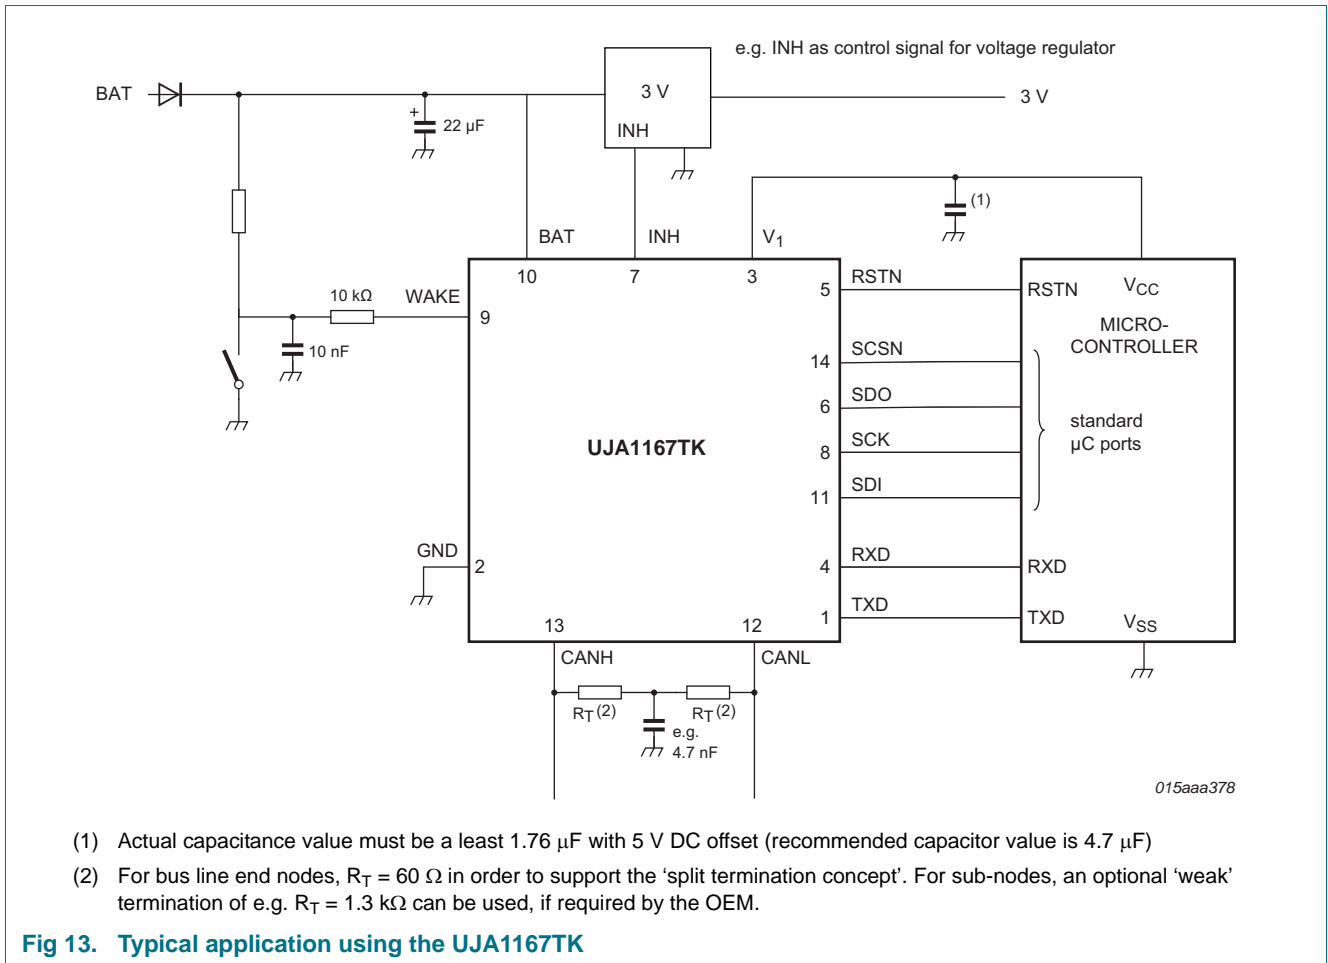 e.g. INH as control signal for voltage regulator
BAT
3 V
3 V
+
22 µF
INH
(1)
BAT
INH
V1
10
7
3
10 kΩ
WAKE
9
10 nF
5
RSTN
RSTN
VCC
MICRO-
CONTROLLER
14
SCSN
6
SDO
8
SCK
11
SDI
standard
µC ports
UJA1167TK
GND
2
4
RXD
RXD
1
TXD
TXD
VSS
13
12
CANH
CANL
RT (2)
RT (2)
e.g.
4.7 nF
015aaa378
(1) Actual capacitance value must be a least 1.76 µF with 5 V DC offset (recommended capacitor value is 4.7 µF)
(2) For bus line end nodes, RT = 60 Ω in order to support the ‘split termination concept’. For sub-nodes, an optional ‘weak’
termination of e.g. RT = 1.3 kΩ can be used, if required by the OEM.
Fig 13. Typical application using the UJA1167TK